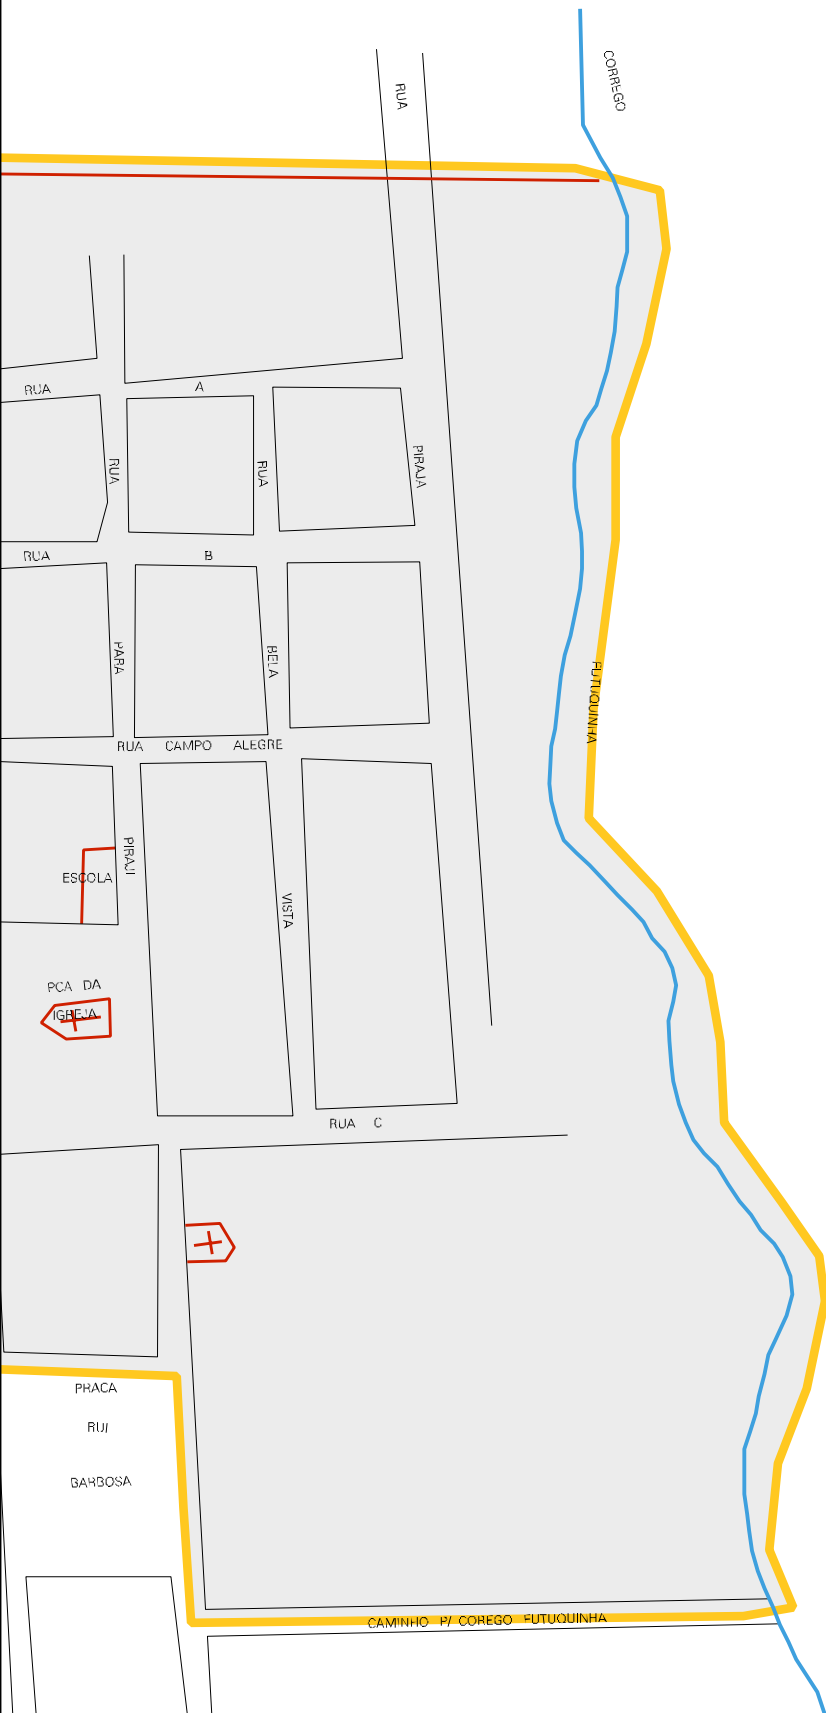 CORREGO
RUA
RUA A
PIRAJA
RUA
RUA
RUA B
PARA
BELA
FUTUQUINHA
RUA CAMPO ALEGRE
PIRAJI
ESCOLA
VISTA
PCA DA
IGREJA
RUA C
PRACA
RUI
BARBOSA
CAMINHO P/ COREGO FUTUQUINHA